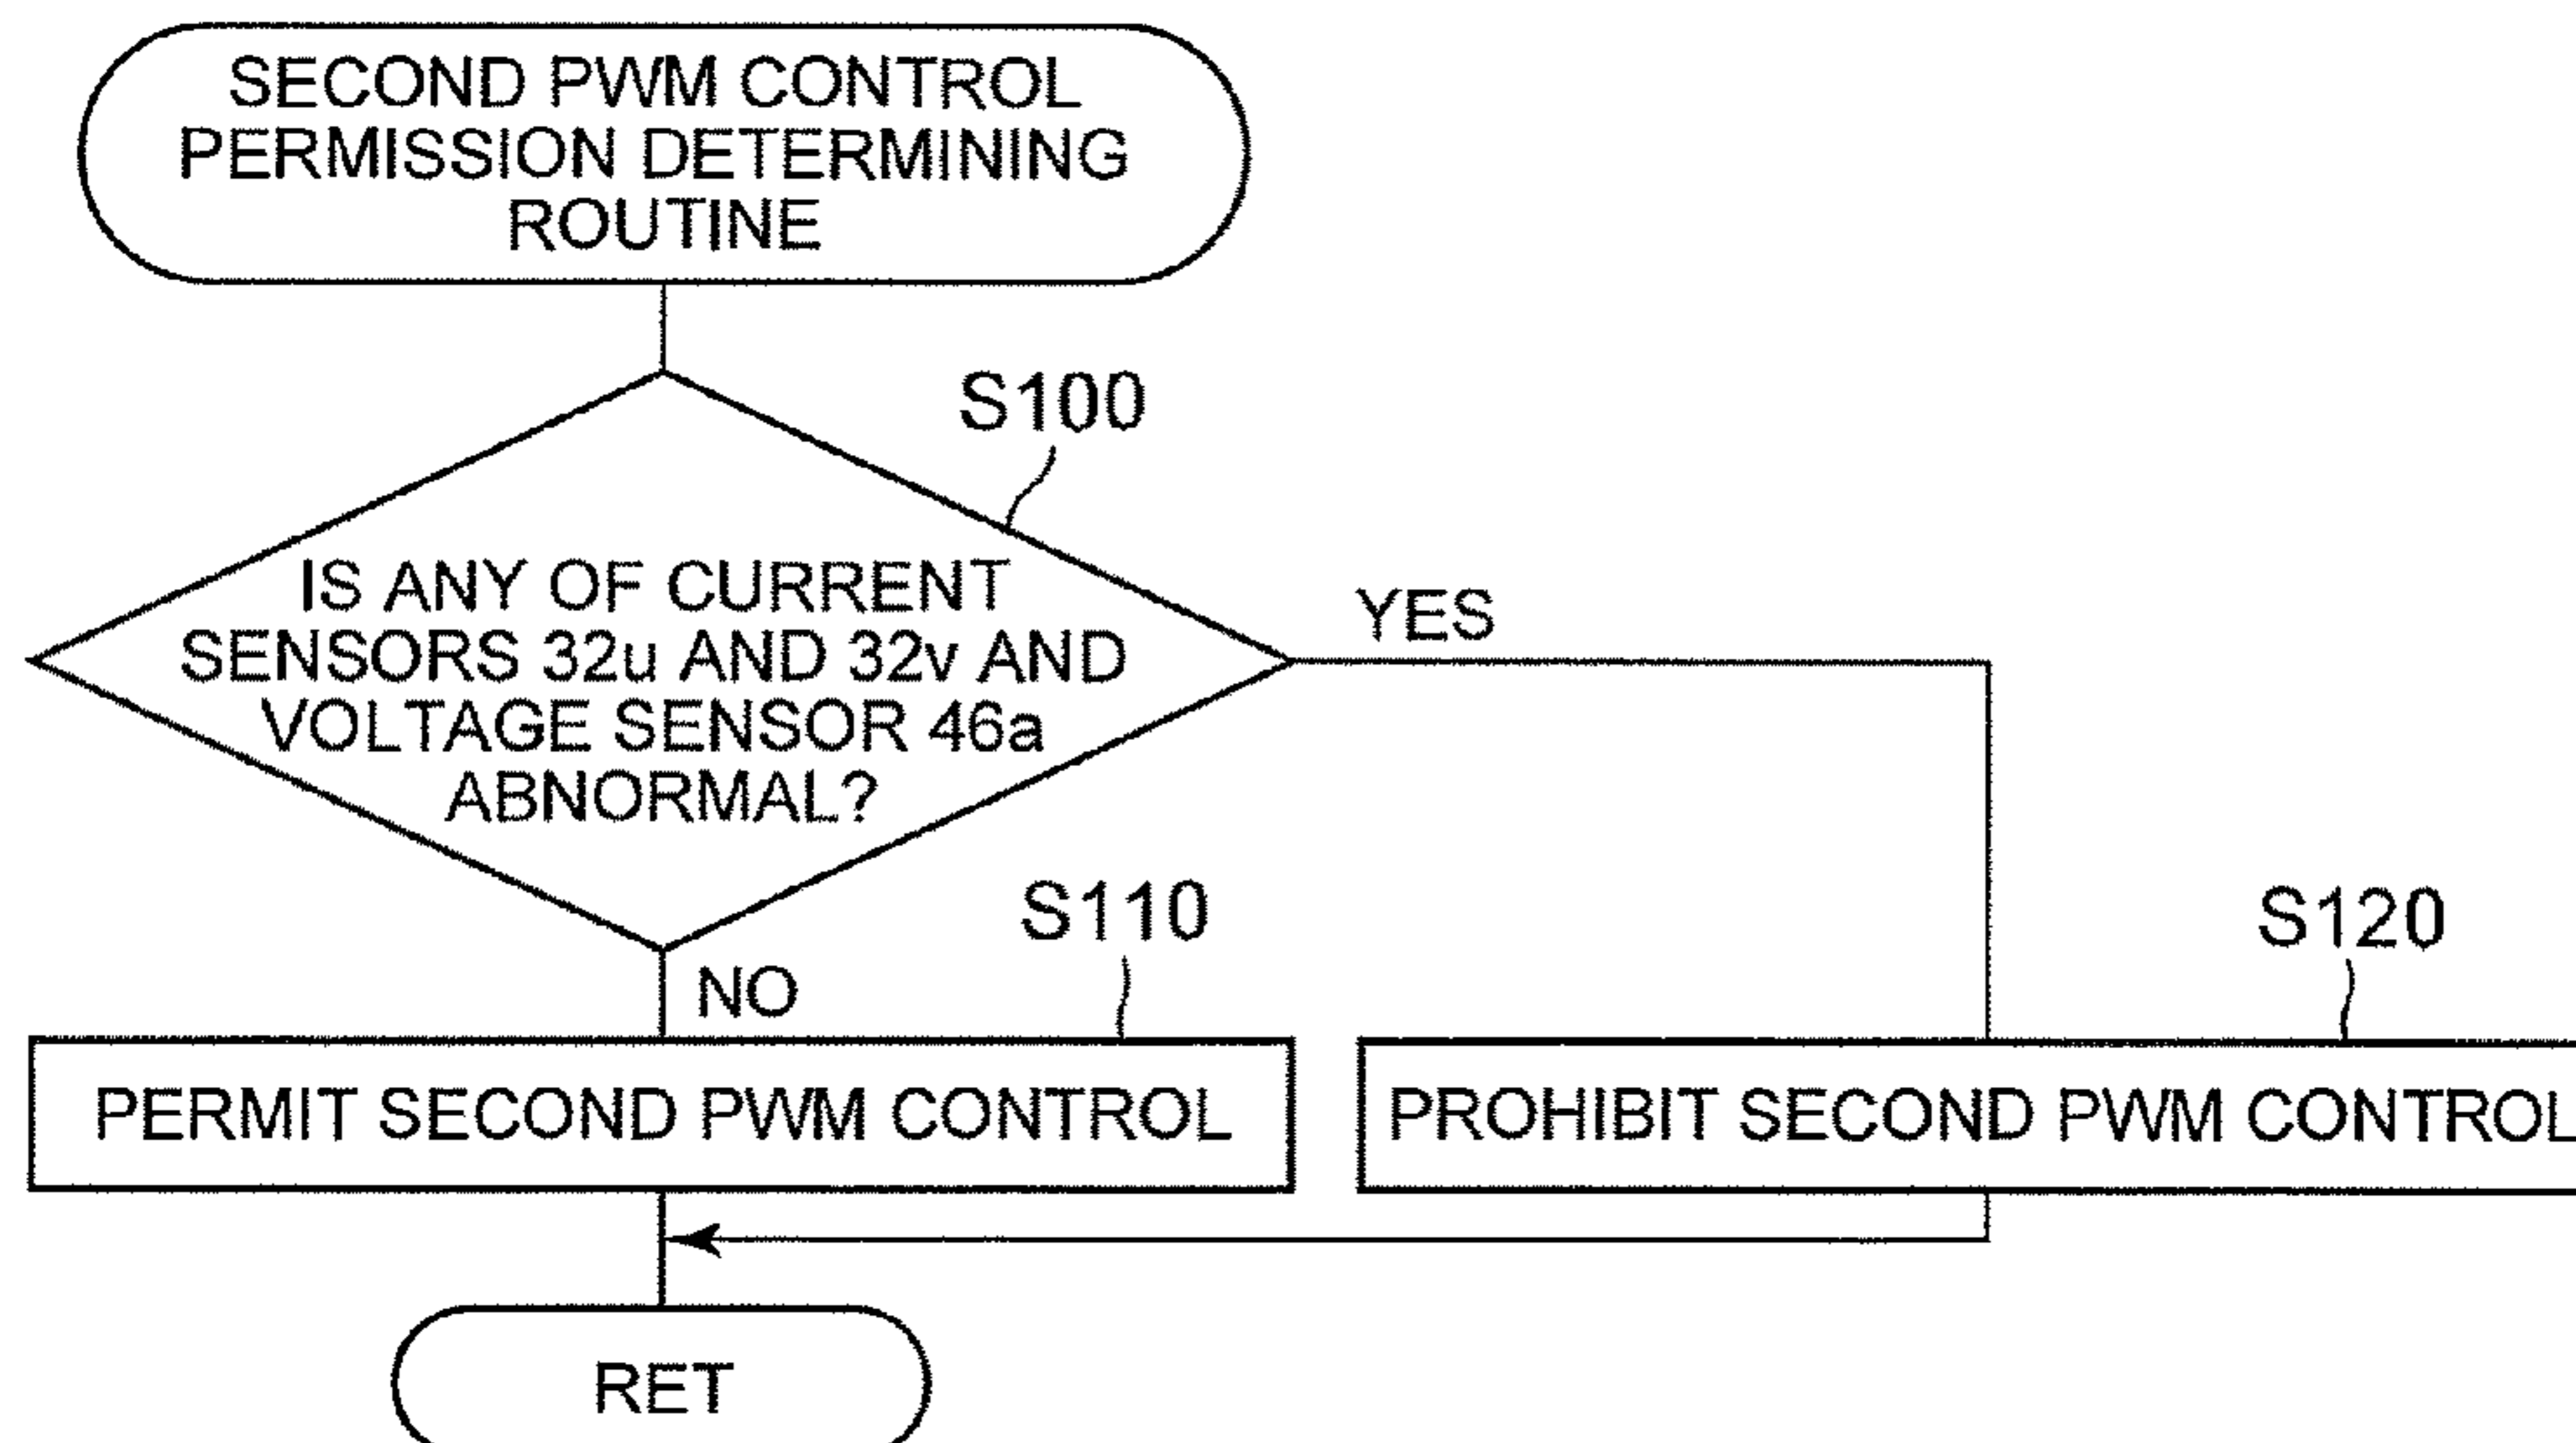 SECOND PWM CONTROL
PERMISSION DETERMINING
ROUTINE
S100
IS ANY OF CURRENT
SENSORS 32u AND 32v AND
VOLTAGE SENSOR 46a
ABNORMAL?
YES
NO
S110
S120
PERMIT SECOND PWM CONTROL
PROHIBIT SECOND PWM CONTROL
RET